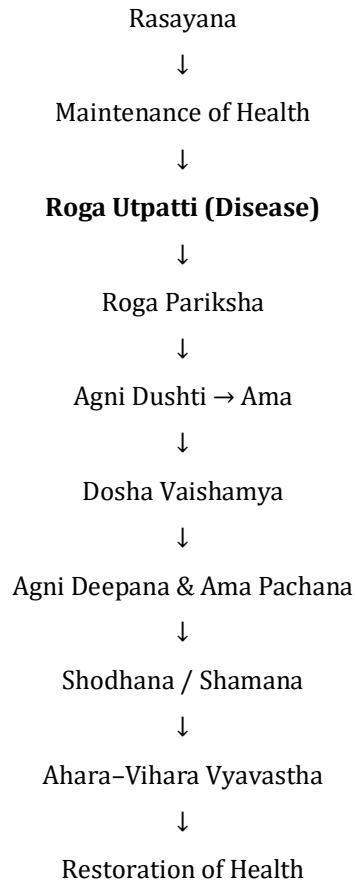 Rasayana
↓
Maintenance of Health
↓
Roga Utpatti (Disease)
↓
Roga Pariksha
↓
Agni Dushti → Ama
↓
Dosha Vaishamya
↓
Agni Deepana & Ama Pachana
↓
Shodhana / Shamana
↓
Ahara–Vihara Vyavastha
↓
Restoration of Health